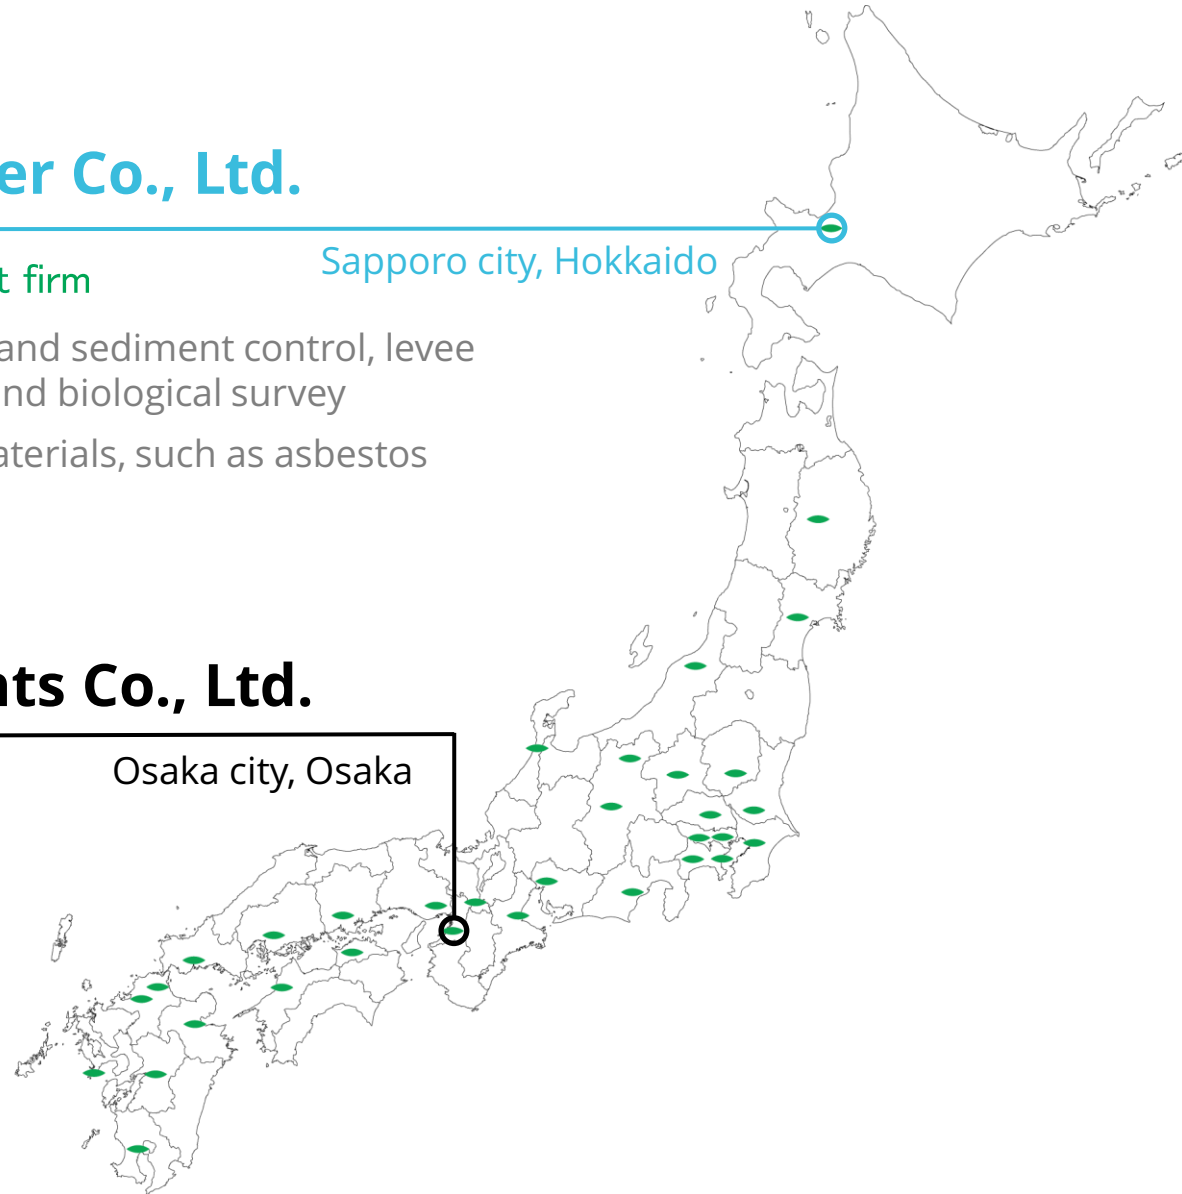 er Co., Ltd.
Sapporo city, Hokkaido
t firm
and sediment control, levee
nd biological survey
aterials, such as asbestos
nts Co., Ltd.
Osaka city, Osaka